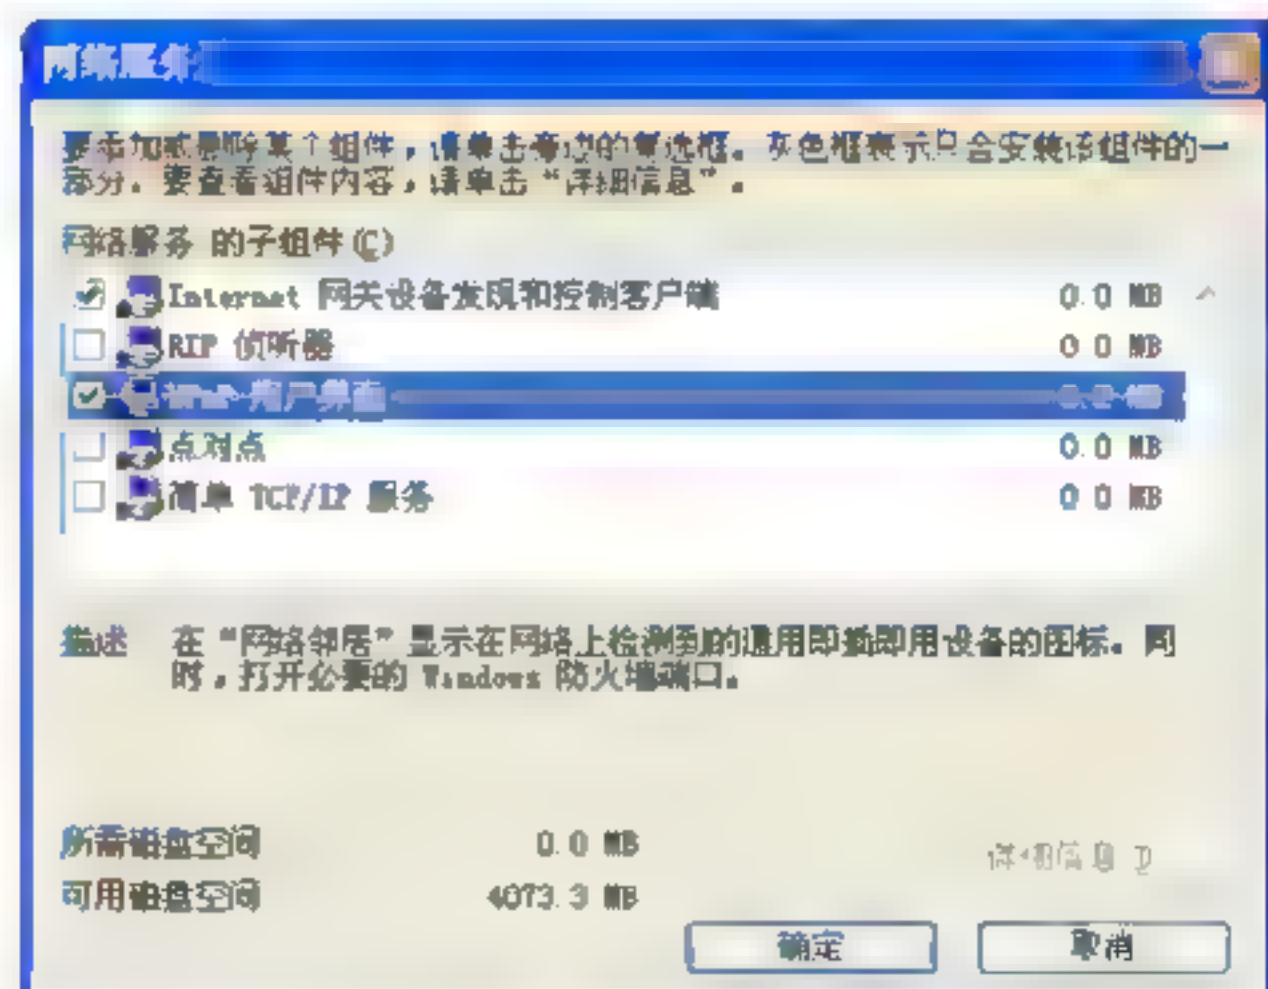 网络服务
要添加或删除某个组件，请单击旁边的复选框。灰色框表示只会安装该组件的一
部分。要查看组件内容，请单击“详细信息”。
网络服务 的子组件(C)
Internet 网关设备发现和控制客户端 0.0 MB
RIP 侦听器 0.0 MB
UPnP 用户界面 0.0 MB
点对点 0.0 MB
简单 TCP/IP 服务 0.0 MB
描述 在“网络邻居”显示在网络上检测到的通用即插即用设备的图标。同
时，打开必要的 Windows 防火墙端口。
所需磁盘空间 0.0 MB
详细信息 D
可用磁盘空间 4073.3 MB
确定 取消